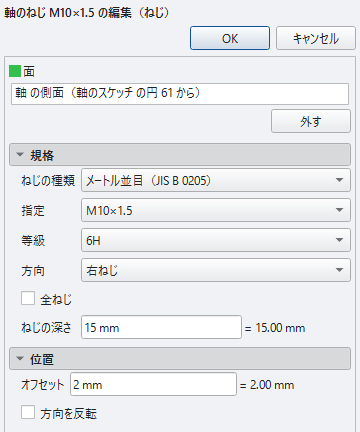 軸のねじ M10×1.5 の編集（ねじ）
OK
キャンセル
面
軸 の側面（軸のスケッチ の円 61 から）
外す
規格
ねじの種類 メートル並目（JIS B 0205）
指定 M10×1.5
等級 6H
方向 右ねじ
全ねじ
ねじの深さ 15 mm = 15.00 mm
位置
オフセット 2 mm = 2.00 mm
方向を反転